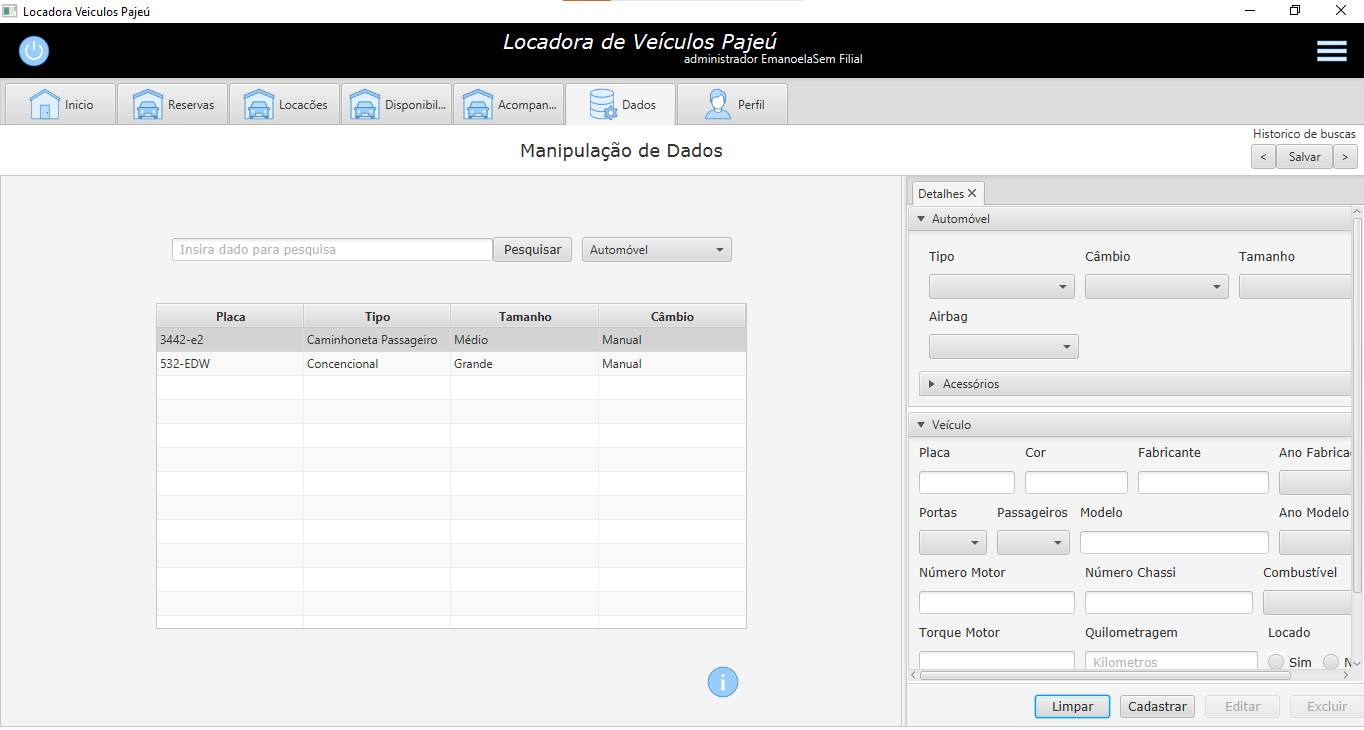 Locadora Veiculos Pajeú
Locadora de Veículos Pajeú
administrador EmanoelaSem Filial
Inicio Reservas Locacões Disponibil... Acompan... Dados Perfil
Manipulação de Dados
Historico de buscas
< Salvar >
Insira dado para pesquisa Pesquisar Automóvel
Placa Tipo Tamanho Câmbio
3442-e2 Caminhoneta Passageiro Médio Manual
532-EDW Concencional Grande Manual
i
Detalhes X
Automóvel
Tipo Câmbio Tamanho
Airbag
Acessórios
Veículo
Placa Cor Fabricante Ano Fabrica
Portas Passageiros Modelo Ano Modelo
Número Motor Número Chassi Combustível
Torque Motor Quilometragem Locado
Kilometros Sim N
Limpar Cadastrar Editar Excluir